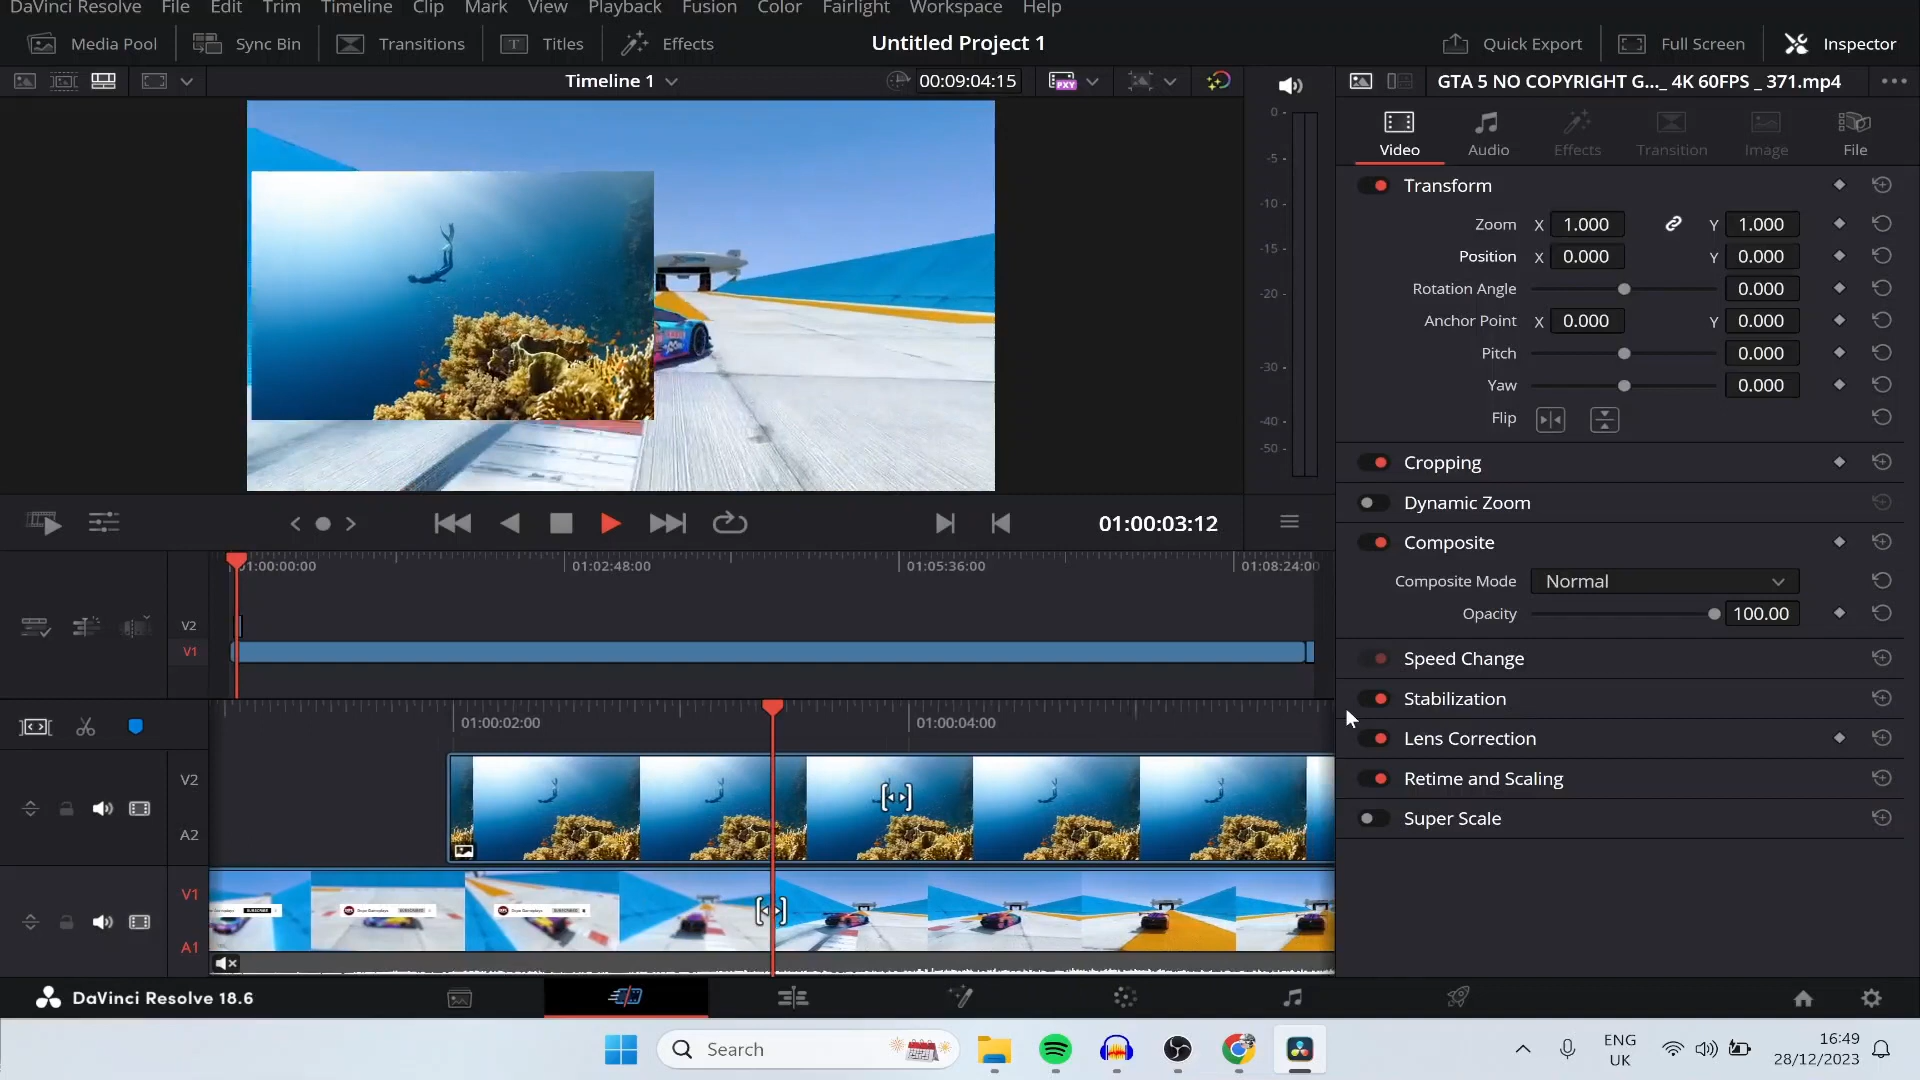 DaVinci Resolve File Edit Trim Timeline Clip Mark View Playback Fusion Color Fairlight Workspace Help
Media Pool Sync Bin Transitions Titles Effects Untitled Project 1 Quick Export Full Screen Inspector
Timeline 1 00:09:04:15 PXY GTA 5 NO COPYRIGHT G..._ 4K 60FPS _ 371.mp4
Video Audio Effects Transition Image File
0
-5
-10
-15
-20
-30
-40
-50
Transform
Zoom X 1.000 Y 1.000
Position X 0.000 Y 0.000
Rotation Angle 0.000
Anchor Point X 0.000 Y 0.000
Pitch 0.000
Yaw 0.000
Flip
Cropping
Dynamic Zoom
Composite
Composite Mode Normal
Opacity 100.00
Speed Change
Stabilization
Lens Correction
Retime and Scaling
Super Scale
01:00:03:12
01:00:00:00 01:02:48:00 01:05:36:00 01:08:24:00
V2
V1
01:00:02:00 01:00:04:00
V2
A2
V1
A1
DaVinci Resolve 18.6
Search
ENG
UK
16:49
28/12/2023